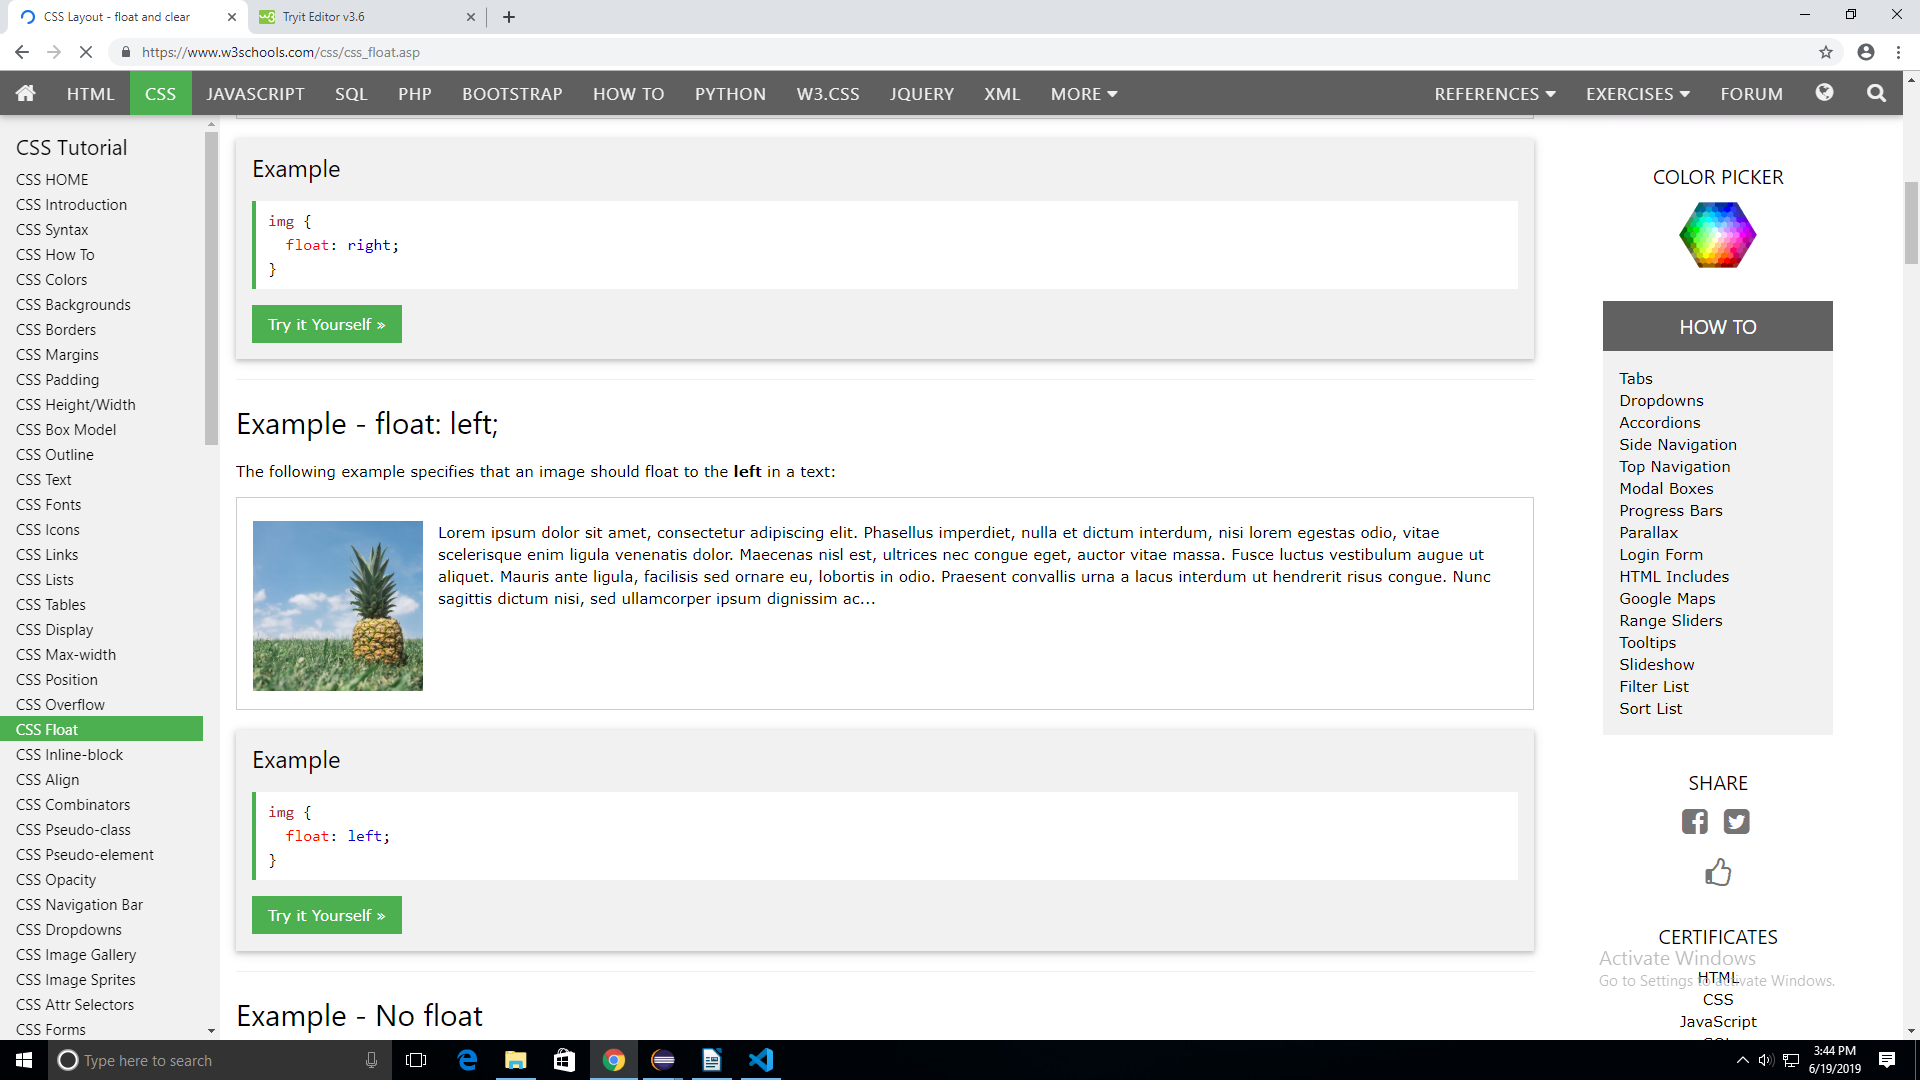 CSS Layout - float and clear
Tryit Editor v3.6
https://www.w3schools.com/css/css_float.asp
HTML CSS JAVASCRIPT SQL PHP BOOTSTRAP HOW TO PYTHON W3.CSS JQUERY XML MORE REFERENCES EXERCISES FORUM
CSS Tutorial
CSS HOME
CSS Introduction
CSS Syntax
CSS How To
CSS Colors
CSS Backgrounds
CSS Borders
CSS Margins
CSS Padding
CSS Height/Width
CSS Box Model
CSS Outline
CSS Text
CSS Fonts
CSS Icons
CSS Links
CSS Lists
CSS Tables
CSS Display
CSS Max-width
CSS Position
CSS Overflow
CSS Float
CSS Inline-block
CSS Align
CSS Combinators
CSS Pseudo-class
CSS Pseudo-element
CSS Opacity
CSS Navigation Bar
CSS Dropdowns
CSS Image Gallery
CSS Image Sprites
CSS Attr Selectors
CSS Forms
Example
img {
  float: right;
}
Try it Yourself »
Example - float: left;
The following example specifies that an image should float to the left in a text:
Lorem ipsum dolor sit amet, consectetur adipiscing elit. Phasellus imperdiet, nulla et dictum interdum, nisi lorem egestas odio, vitae
scelerisque enim ligula venenatis dolor. Maecenas nisl est, ultrices nec congue eget, auctor vitae massa. Fusce luctus vestibulum augue ut
aliquet. Mauris ante ligula, facilisis sed ornare eu, lobortis in odio. Praesent convallis urna a lacus interdum ut hendrerit risus congue. Nunc
sagittis dictum nisi, sed ullamcorper ipsum dignissim ac...
Example
img {
  float: left;
}
Try it Yourself »
Example - No float
COLOR PICKER
HOW TO
Tabs
Dropdowns
Accordions
Side Navigation
Top Navigation
Modal Boxes
Progress Bars
Parallax
Login Form
HTML Includes
Google Maps
Range Sliders
Tooltips
Slideshow
Filter List
Sort List
SHARE
CERTIFICATES
Activate Windows
HTML
Go to Settings to activate Windows.
CSS
JavaScript
Type here to search
3:44 PM
6/19/2019